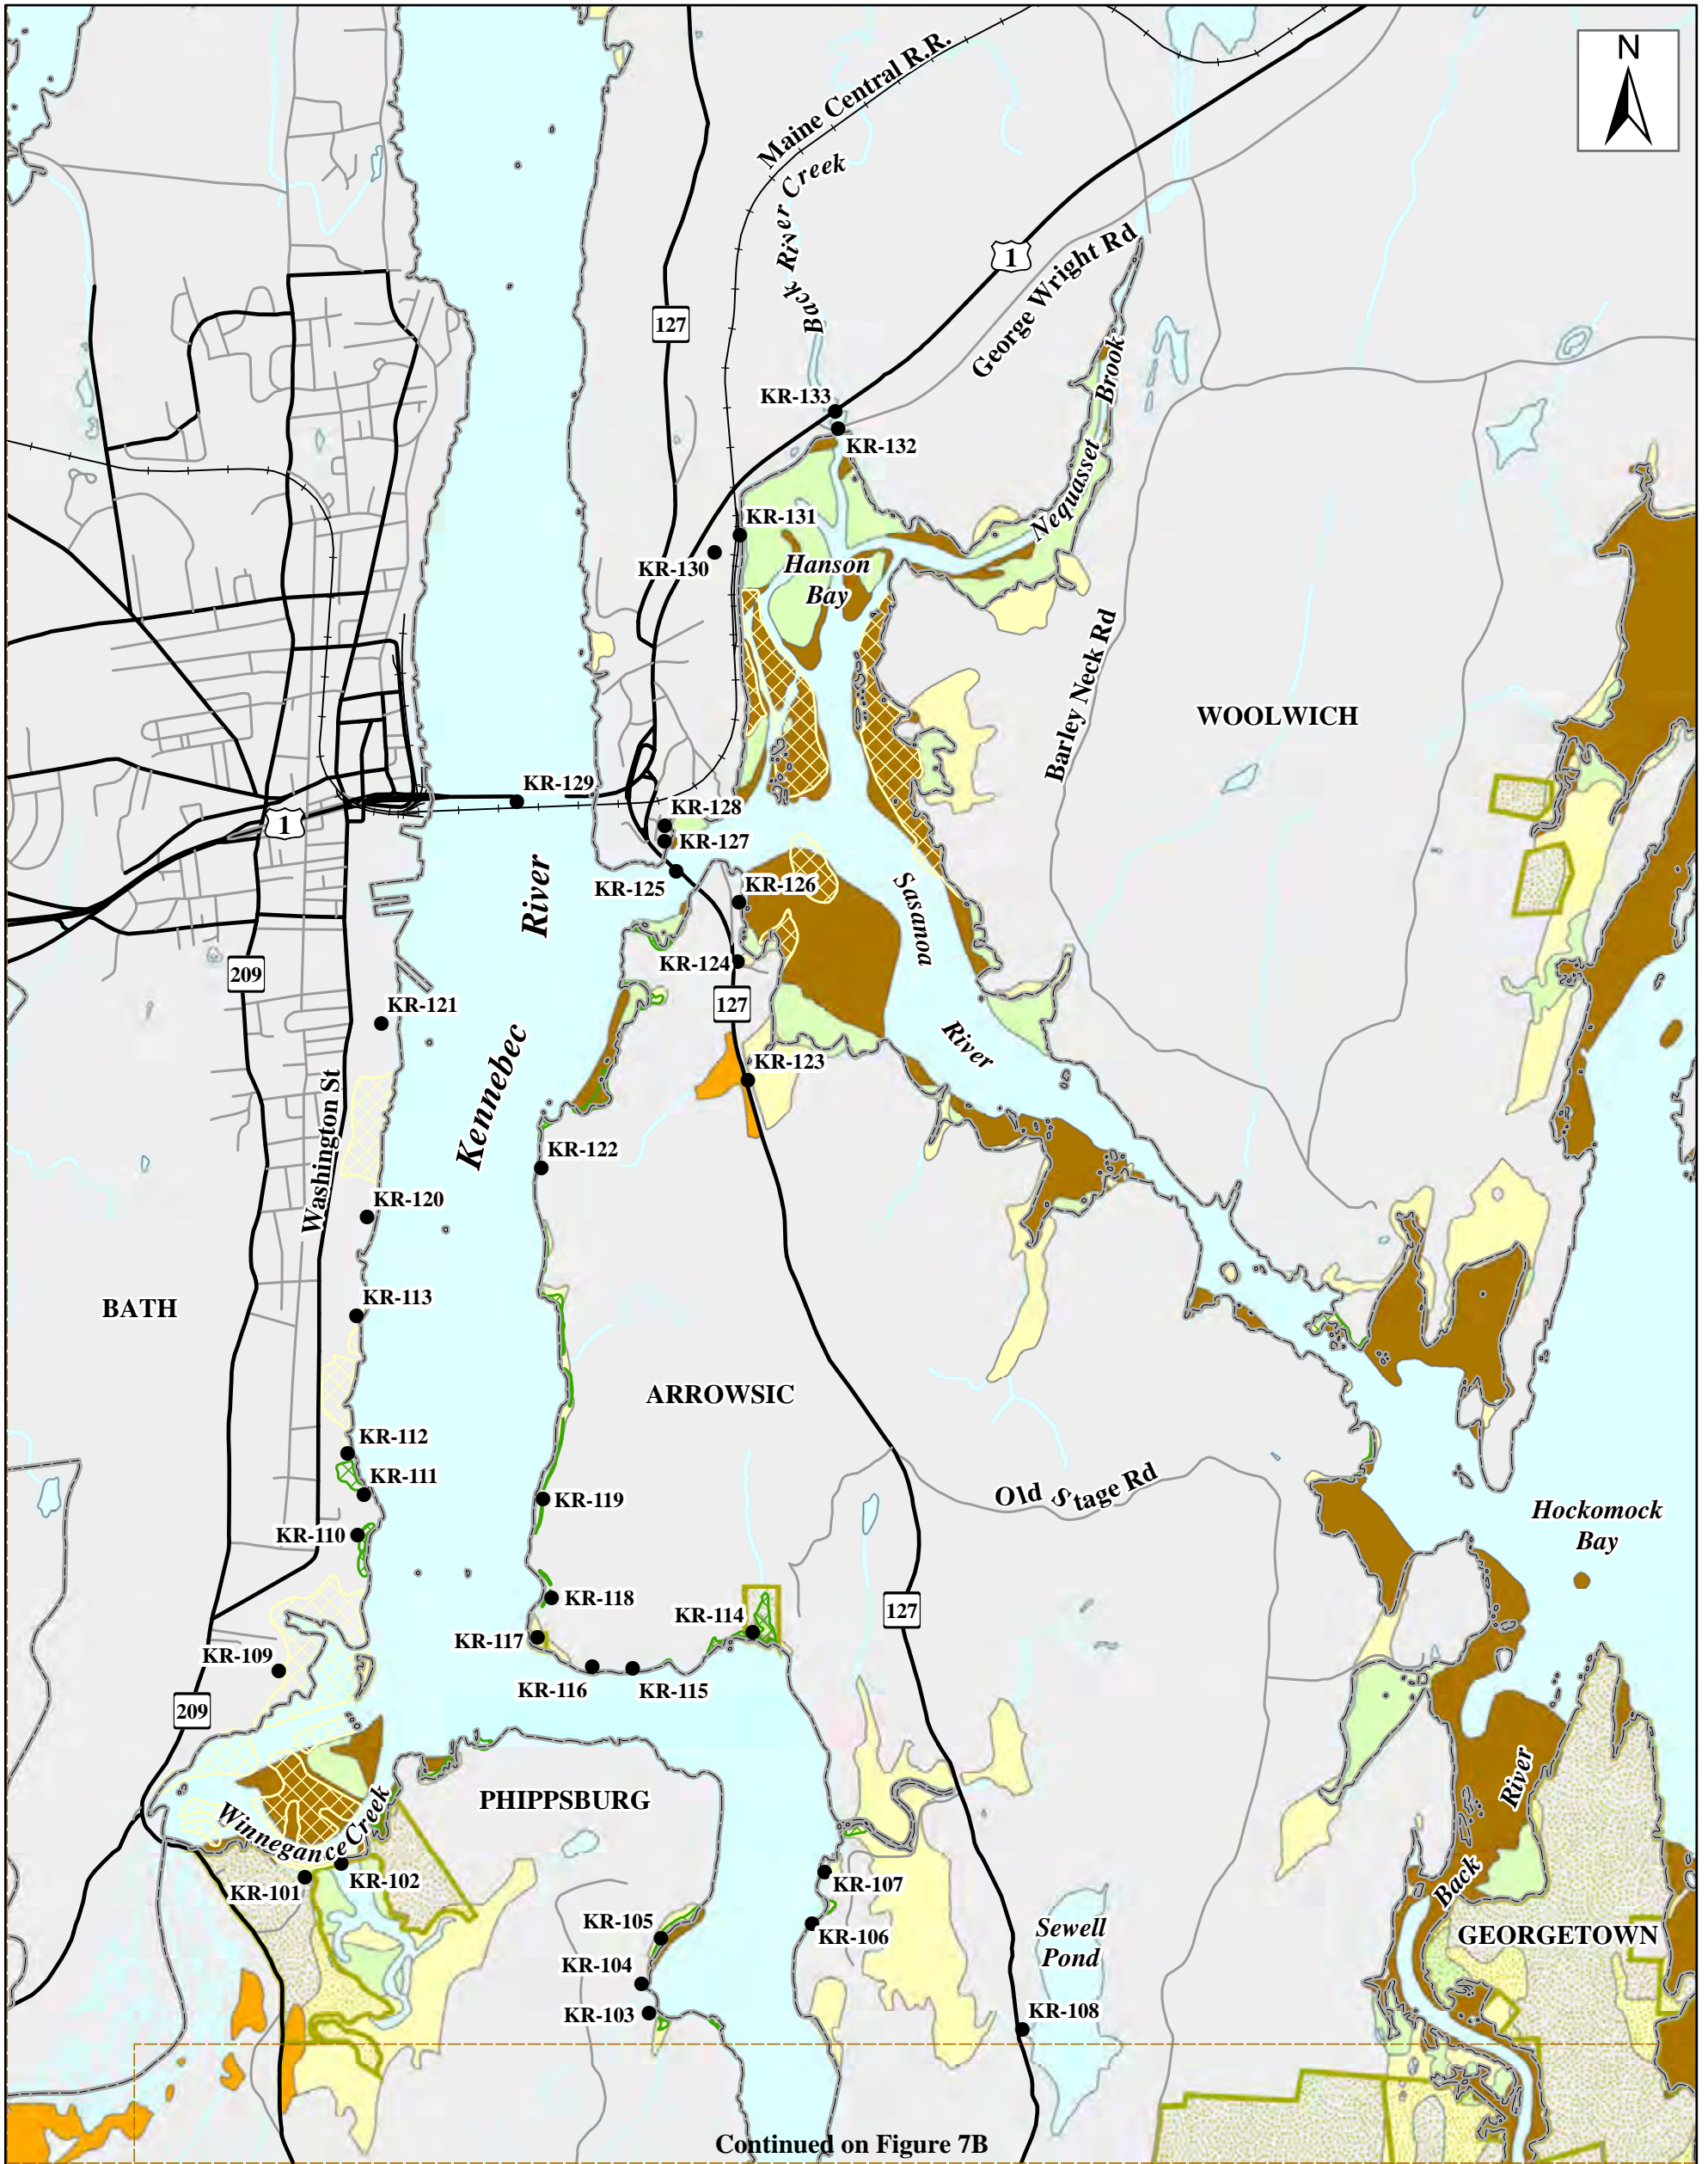 N
Maine Central R.R.
Back River Creek
1
George Wright Rd
127
KR-133
KR-132
Nequasset Brook
KR-131
KR-130
Hanson
Bay
Barley Neck Rd
WOOLWICH
KR-129
KR-128
1
KR-127
KR-125
KR-126
Sasanoa
River
KR-124
209
127
KR-121
River
Kennebec
KR-123
Washington St
KR-122
KR-120
BATH
KR-113
ARROWSIC
KR-112
KR-111
KR-119
Old Stage Rd
Hockomock
Bay
KR-110
KR-118
127
KR-114
KR-117
KR-109
KR-116
KR-115
209
PHIPPSBURG
Winnegance Creek
Back River
KR-101
KR-102
KR-107
KR-105
KR-106
Sewell
Pond
GEORGETOWN
KR-104
KR-103
KR-108
Continued on Figure 7B